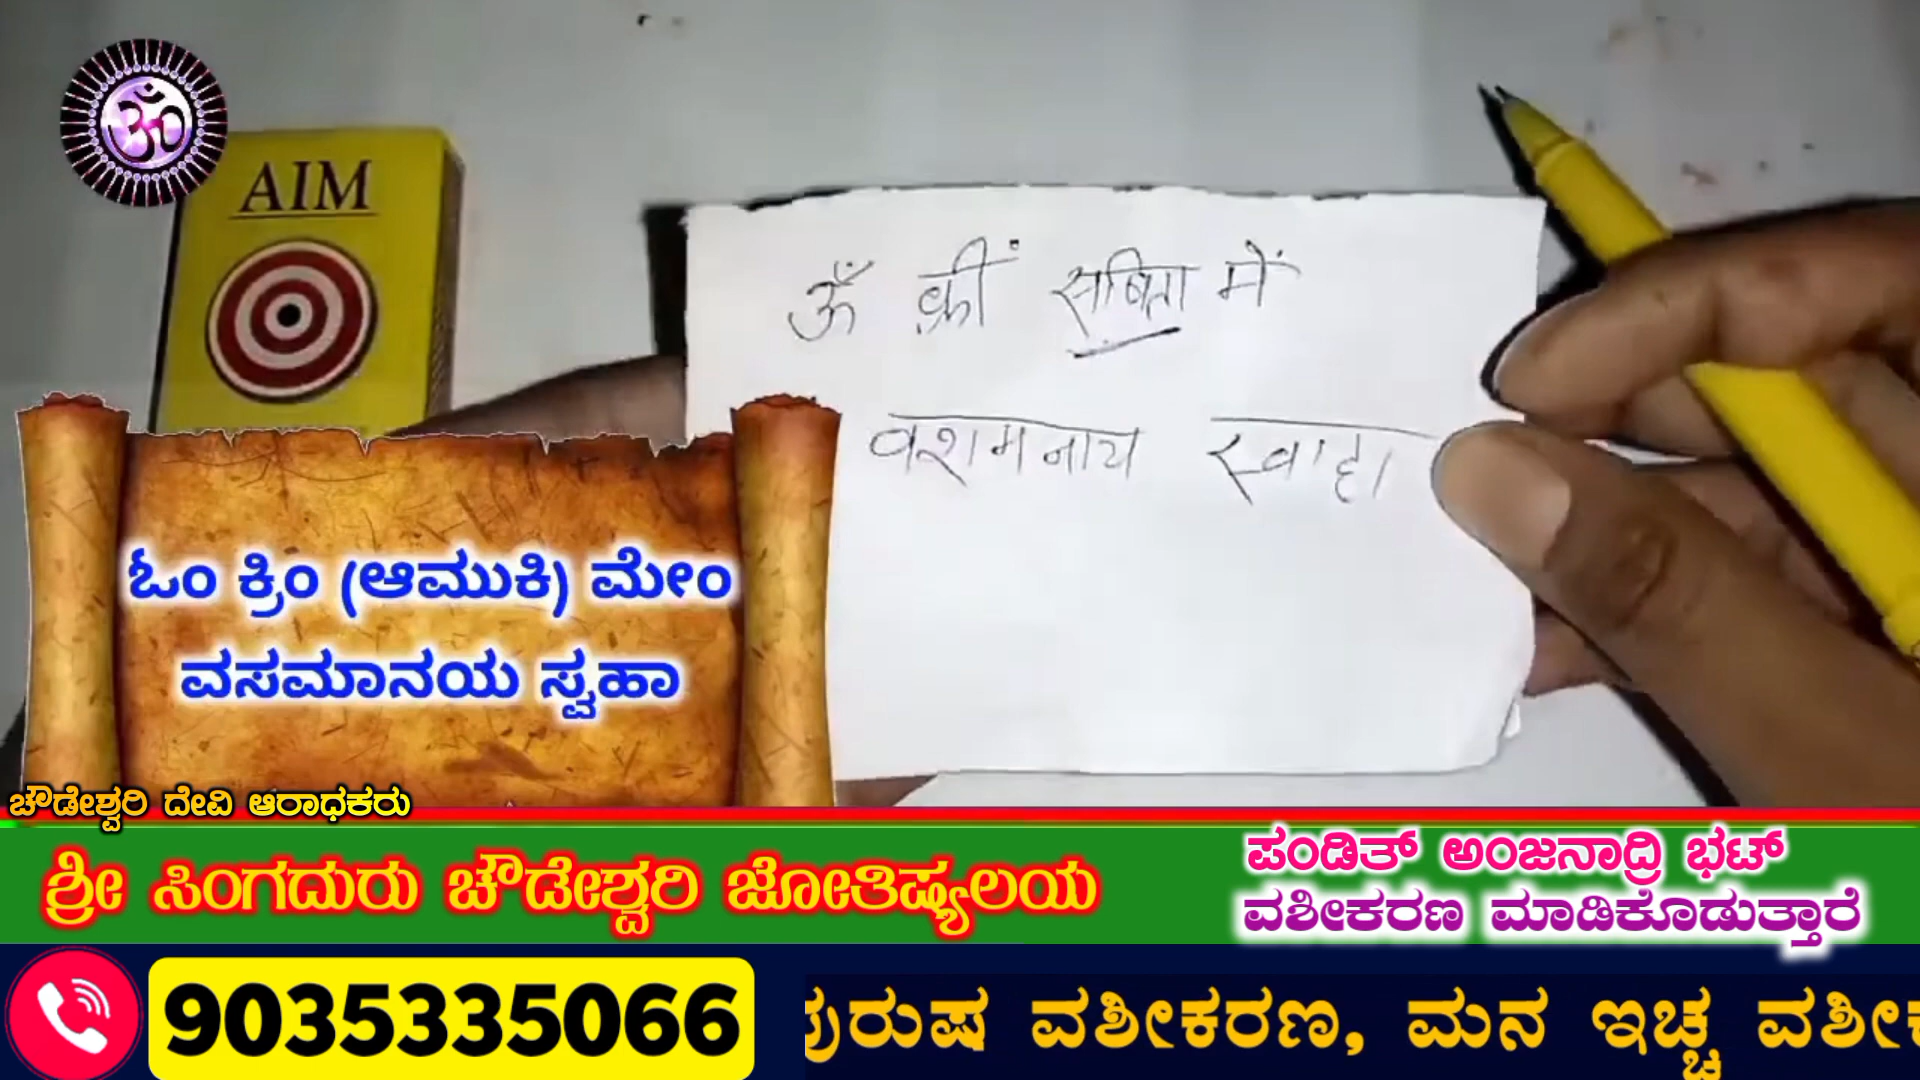 ॐ
AIM
ॐ क्रीं सबिता में
वशमनाय स्वाहा
ಓಂ ಕ್ರಿಂ (ಆಮುಕಿ) ಮೇಂ
ವಸಮಾನಯ ಸ್ವಹಾ
ಚೌಡೇಶ್ವರಿ ದೇವಿ ಆರಾಧಕರು
ಶ್ರೀ ಸಿಂಗದುರು ಚೌಡೇಶ್ವರಿ ಜೋತಿಷ್ಯಲಯ
ಪಂಡಿತ್ ಅಂಜನಾದ್ರಿ ಭಟ್
ವಶೀಕರಣ ಮಾಡಿಕೊಡುತ್ತಾರೆ
9035335066
ಪುರುಷ ವಶೀಕರಣ, ಮನ ಇಚ್ಚ